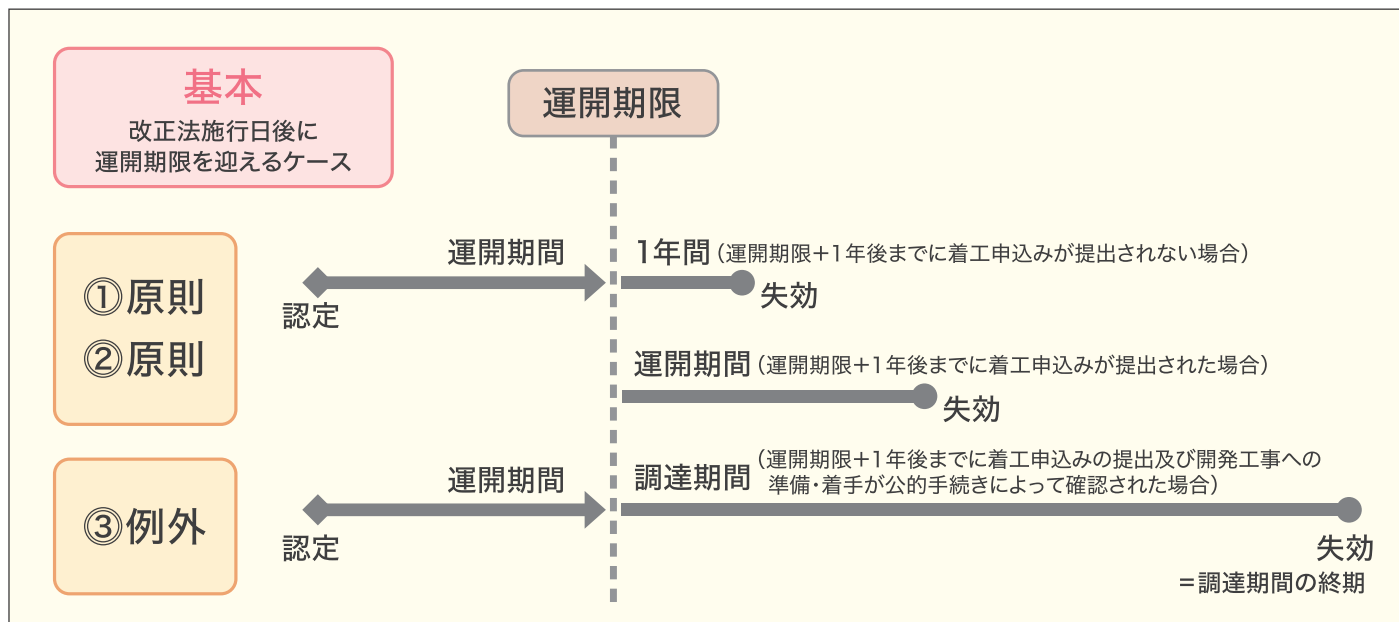 基本
改正法施行日後に
運開期限を迎えるケース
運開期限
①原則
②原則
運開期間
1年間（運開期限+1年後までに着工申込みが提出されない場合）
認定
失効
運開期間（運開期限+1年後までに着工申込みが提出された場合）
失効
③例外
運開期間
調達期間（運開期限+1年後までに着工申込みの提出及び開発工事への
準備・着手が公的手続きによって確認された場合）
認定
失効
＝調達期間の終期